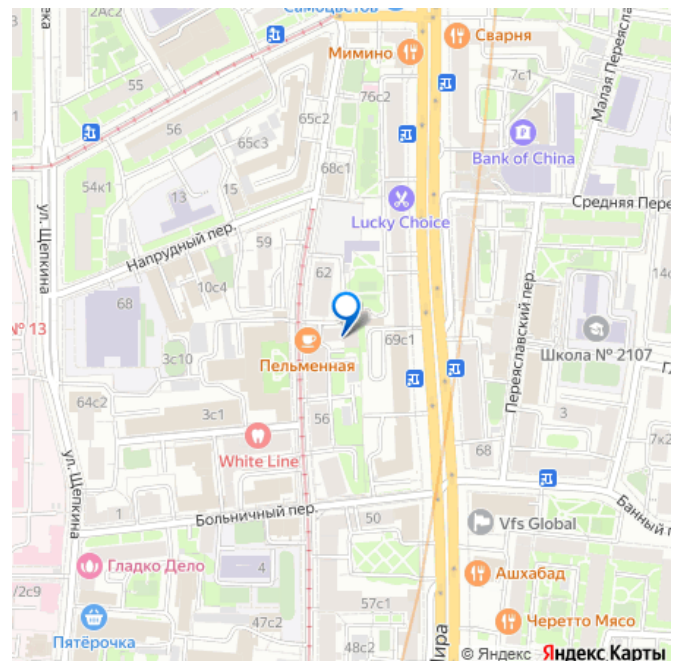 Самоцветов
2Ас2
Сварня
Мимино
65с2
55
76с2
7с1
Малая Переясл
56
65с3
Bank of China
68с1
54к1
13
15
Lucky Choice
Средняя Пере
ул. Щепкина
Напрудный пер.
59
62
10с4
68
Переяславский пер.
№ 13
69с1
Школа № 2107
3с10
Пельменная
64с2
3с1
56
3
White Line
68
7к2
ул. Щепкина
1
Больничный пер.
50
Банный п
Vfs Global
Гладко Дело
4
Ашхабад
57с1
47с2
Черетто Мясо
Пятёрочка
2/2с9
48с2
Мира
© Яндекс Яндекс Карты